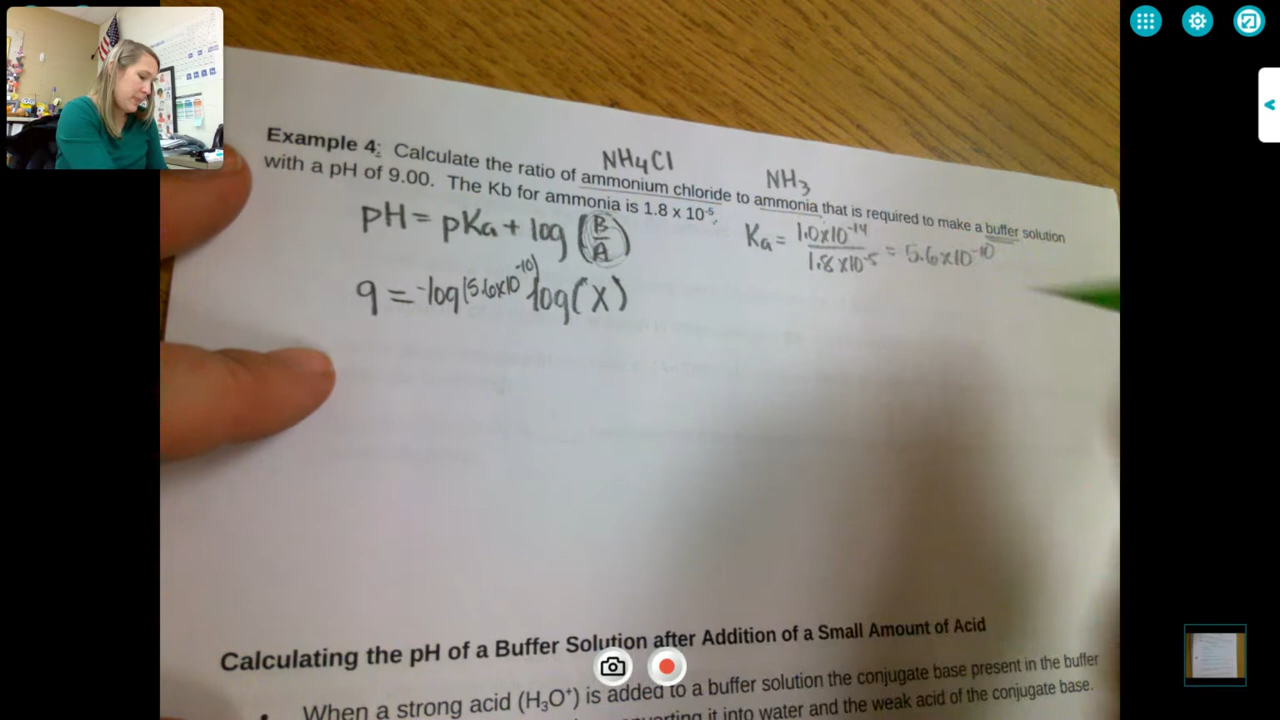 Example 4: Calculate the ratio of ammonium chloride to ammonia that is required to make a buffer solution
NH4Cl
NH3
with a pH of 9.00. The Kb for ammonia is 1.8 x 10-5.
pH = pKa + log (B/A)
Ka = 1.0x10-14 / 1.8x10-5 = 5.6x10-10
9 = -log(5.6x10-10) log(x)
Calculating the pH of a Buffer Solution after Addition of a Small Amount of Acid
• When a strong acid (H3O+) is added to a buffer solution the conjugate base present in the buffer
it into water and the weak acid of the conjugate base.